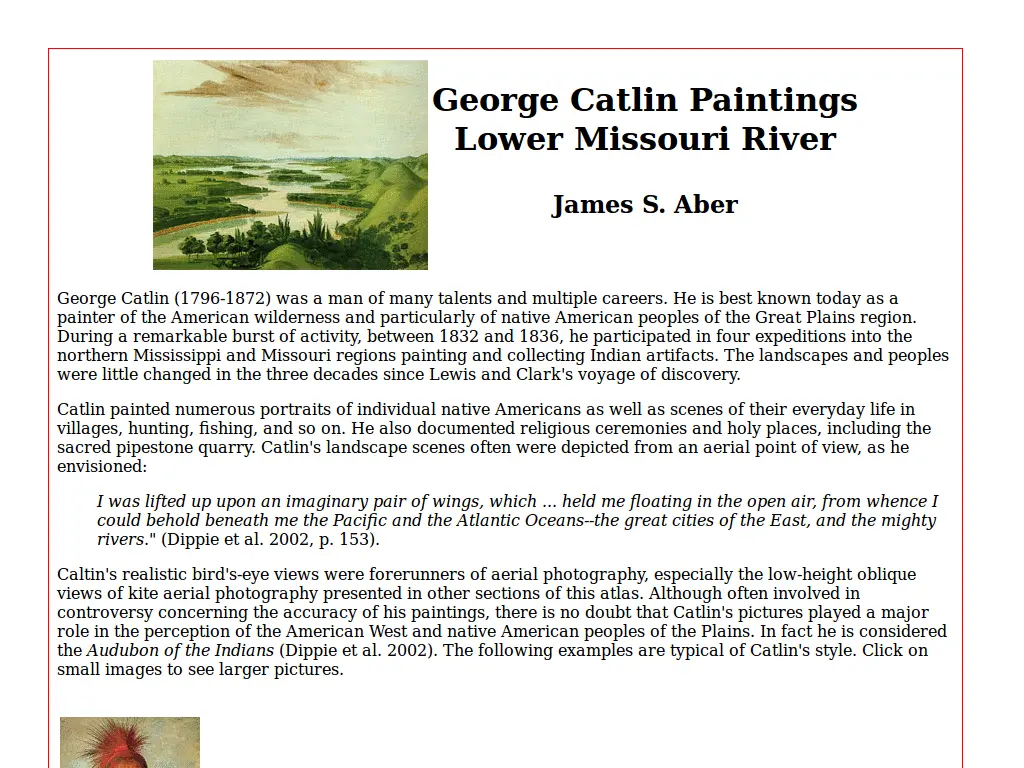 George Catlin Paintings
Lower Missouri River
James S. Aber
George Catlin (1796-1872) was a man of many talents and multiple careers. He is best known today as a
painter of the American wilderness and particularly of native American peoples of the Great Plains region.
During a remarkable burst of activity, between 1832 and 1836, he participated in four expeditions into the
northern Mississippi and Missouri regions painting and collecting Indian artifacts. The landscapes and peoples
were little changed in the three decades since Lewis and Clark's voyage of discovery.
Catlin painted numerous portraits of individual native Americans as well as scenes of their everyday life in
villages, hunting, fishing, and so on. He also documented religious ceremonies and holy places, including the
sacred pipestone quarry. Catlin's landscape scenes often were depicted from an aerial point of view, as he
envisioned:
I was lifted up upon an imaginary pair of wings, which ... held me floating in the open air, from whence I
could behold beneath me the Pacific and the Atlantic Oceans--the great cities of the East, and the mighty
rivers." (Dippie et al. 2002, p. 153).
Caltin's realistic bird's-eye views were forerunners of aerial photography, especially the low-height oblique
views of kite aerial photography presented in other sections of this atlas. Although often involved in
controversy concerning the accuracy of his paintings, there is no doubt that Catlin's pictures played a major
role in the perception of the American West and native American peoples of the Plains. In fact he is considered
the Audubon of the Indians (Dippie et al. 2002). The following examples are typical of Catlin's style. Click on
small images to see larger pictures.